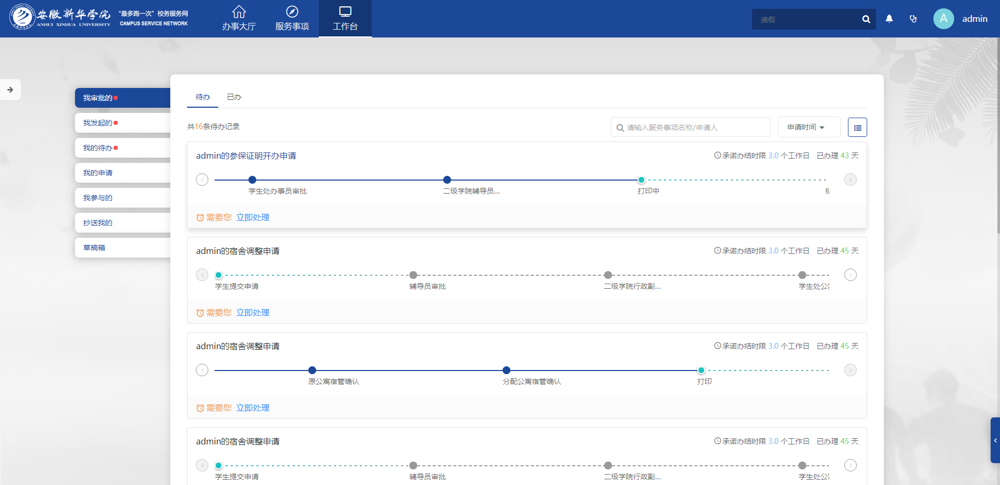 安徽新华学院
ANHUI XINHUA UNIVERSITY
“最多跑一次”校务服务网
CAMPUS SERVICE NETWORK
办事大厅
服务事项
工作台
请假
A
admin
我审批的
我发起的
我的待办
我的申请
我参与的
抄送我的
草稿箱
待办
已办
共16条待办记录
请输入服务事项名称/申请人
申请时间
admin的参保证明开办申请
承诺办结时限 3.0 个工作日 已办理 43 天
学生处办事员审批
二级学院辅导员...
打印中
需要您 立即处理
admin的宿舍调整申请
承诺办结时限 3.0 个工作日 已办理 45 天
学生提交申请
辅导员审批
二级学院行政副...
学生处公
需要您 立即处理
admin的宿舍调整申请
承诺办结时限 3.0 个工作日 已办理 45 天
原公寓宿管确认
分配公寓宿管确认
打印
需要您 立即处理
admin的宿舍调整申请
承诺办结时限 3.0 个工作日 已办理 45 天
学生提交申请
辅导员审批
二级学院行政副...
学生处公